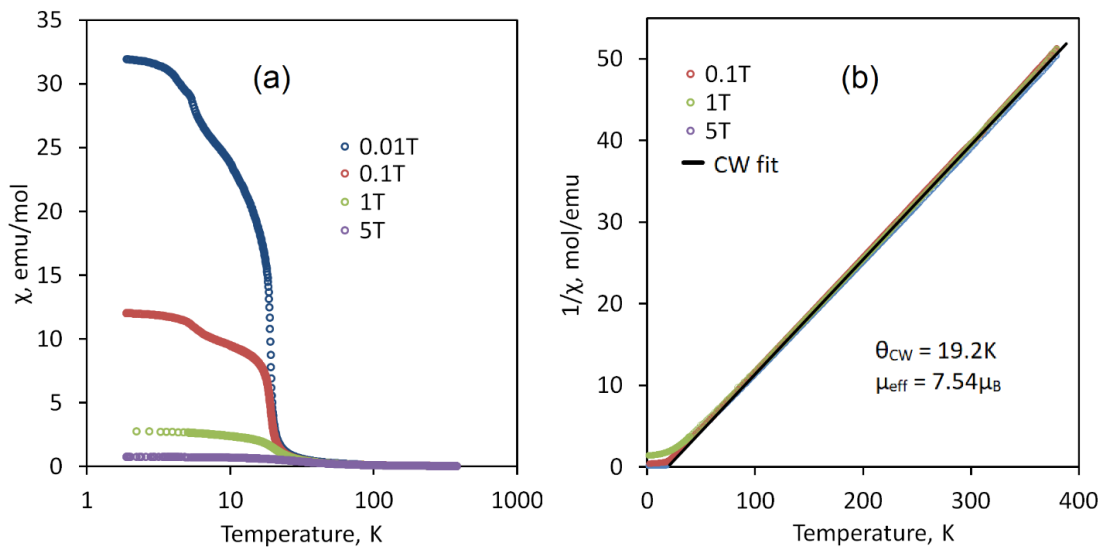 (a)
χ, emu/mol
35
30
25
20
15
10
5
0
0.01T
0.1T
1T
5T
1
10
100
1000
Temperature, K
(b)
1/χ, mol/emu
50
40
30
20
10
0
0.1T
1T
5T
CW fit
θCW = 19.2K
μeff = 7.54μB
0
100
200
300
400
Temperature, K